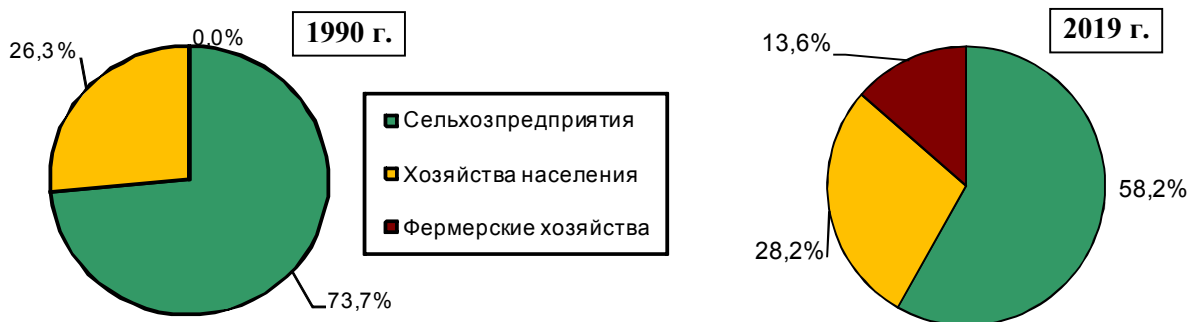 1990 г.
26,3%
0,0%
73,7%
Сельхозпредприятия
Хозяйства населения
Фермерские хозяйства
2019 г.
13,6%
58,2%
28,2%